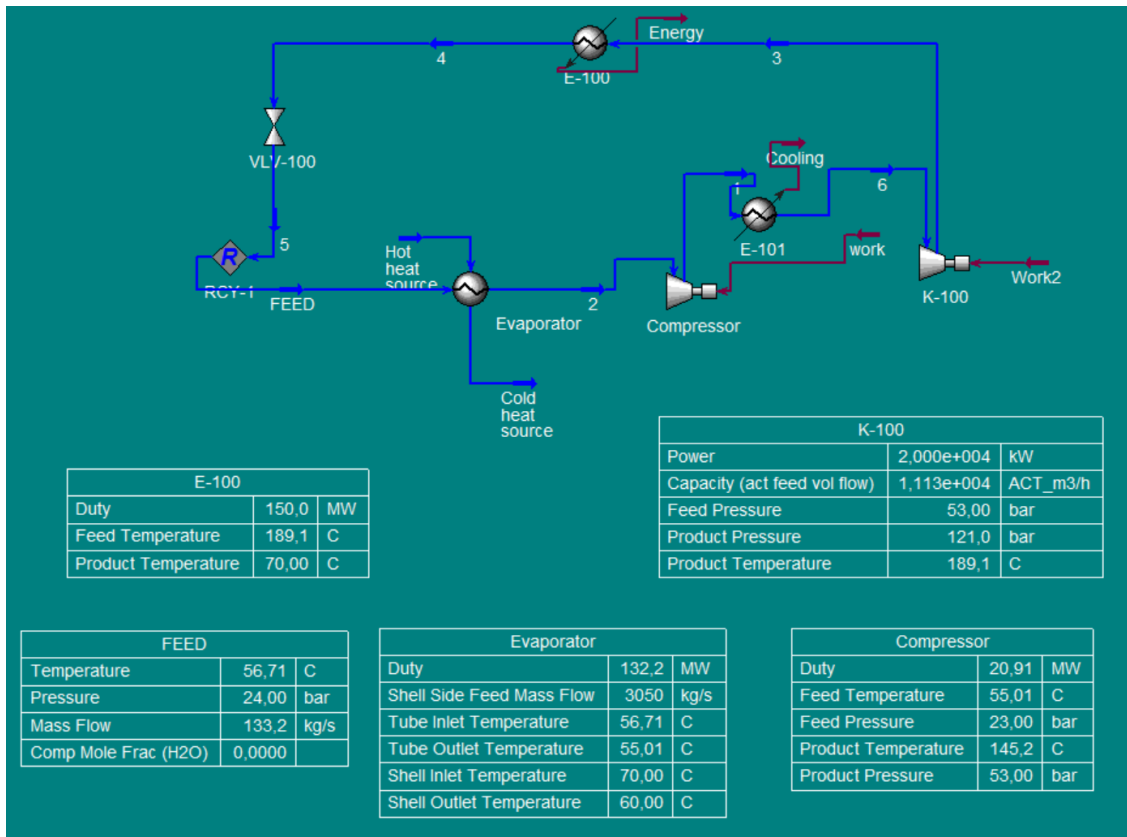 Energy
4
3
E-100
VLV-100
Cooling
1
6
5
E-101
work
Hot
heat
source
R
RCY-1
K-100
Work2
FEED
2
Evaporator
Compressor
Cold
heat
source
K-100
Power 2,000e+004 kW
Capacity (act feed vol flow) 1,113e+004 ACT_m3/h
Feed Pressure 53,00 bar
Product Pressure 121,0 bar
Product Temperature 189,1 C
E-100
Duty 150,0 MW
Feed Temperature 189,1 C
Product Temperature 70,00 C
FEED
Temperature 56,71 C
Pressure 24,00 bar
Mass Flow 133,2 kg/s
Comp Mole Frac (H2O) 0,0000
Evaporator
Duty 132,2 MW
Shell Side Feed Mass Flow 3050 kg/s
Tube Inlet Temperature 56,71 C
Tube Outlet Temperature 55,01 C
Shell Inlet Temperature 70,00 C
Shell Outlet Temperature 60,00 C
Compressor
Duty 20,91 MW
Feed Temperature 55,01 C
Feed Pressure 23,00 bar
Product Temperature 145,2 C
Product Pressure 53,00 bar